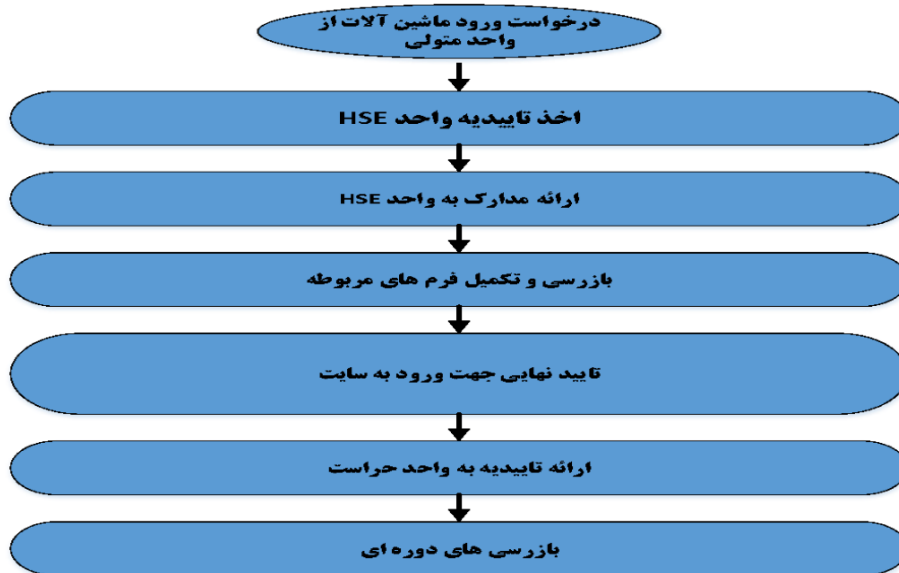 درخواست ورود ماشین آلات از
واحد متولی
اخذ تاییدیه واحد HSE
ارائه مدارک به واحد HSE
بازرسی و تکمیل فرم های مربوطه
تایید نهایی جهت ورود به سایت
ارائه تاییدیه به واحد حراست
بازرسی های دوره ای